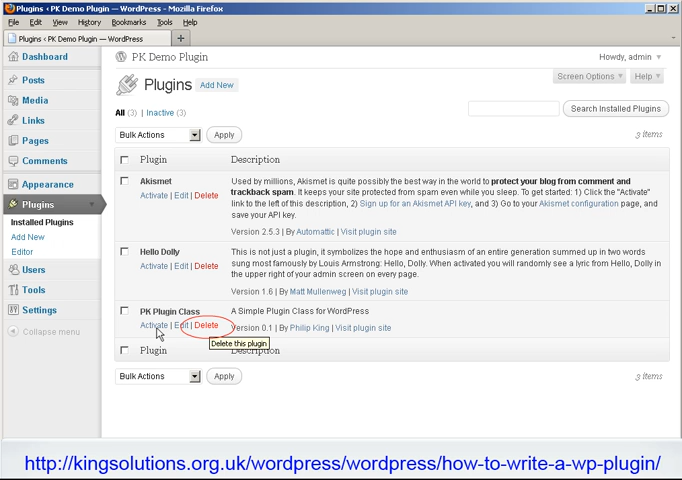 Plugins ‹ PK Demo Plugin — WordPress - Mozilla Firefox
File Edit View History Bookmarks Tools Help
Plugins ‹ PK Demo Plugin — WordPress
Dashboard
PK Demo Plugin
Howdy, admin
Screen Options
Help
Plugins Add New
Posts
Media
Links
Pages
Comments
Appearance
Plugins
Installed Plugins
Add New
Editor
Users
Tools
Settings
Collapse menu
All (3) | Inactive (3)
Search Installed Plugins
Bulk Actions Apply
3 items
Plugin Description
Akismet
Activate | Edit | Delete
Used by millions, Akismet is quite possibly the best way in the world to protect your blog from comment and
trackback spam. It keeps your site protected from spam even while you sleep. To get started: 1) Click the "Activate"
link to the left of this description, 2) Sign up for an Akismet API key, and 3) Go to your Akismet configuration page, and
save your API key.
Version 2.5.3 | By Automattic | Visit plugin site
Hello Dolly
Activate | Edit | Delete
This is not just a plugin, it symbolizes the hope and enthusiasm of an entire generation summed up in two words
sung most famously by Louis Armstrong: Hello, Dolly. When activated you will randomly see a lyric from Hello, Dolly in
the upper right of your admin screen on every page.
Version 1.6 | By Matt Mullenweg | Visit plugin site
PK Plugin Class
Activate | Edit | Delete
A Simple Plugin Class for WordPress
Version 0.1 | By Philip King | Visit plugin site
Delete this plugin
Plugin Description
Bulk Actions Apply
3 items
http://kingsolutions.org.uk/wordpress/wordpress/how-to-write-a-wp-plugin/